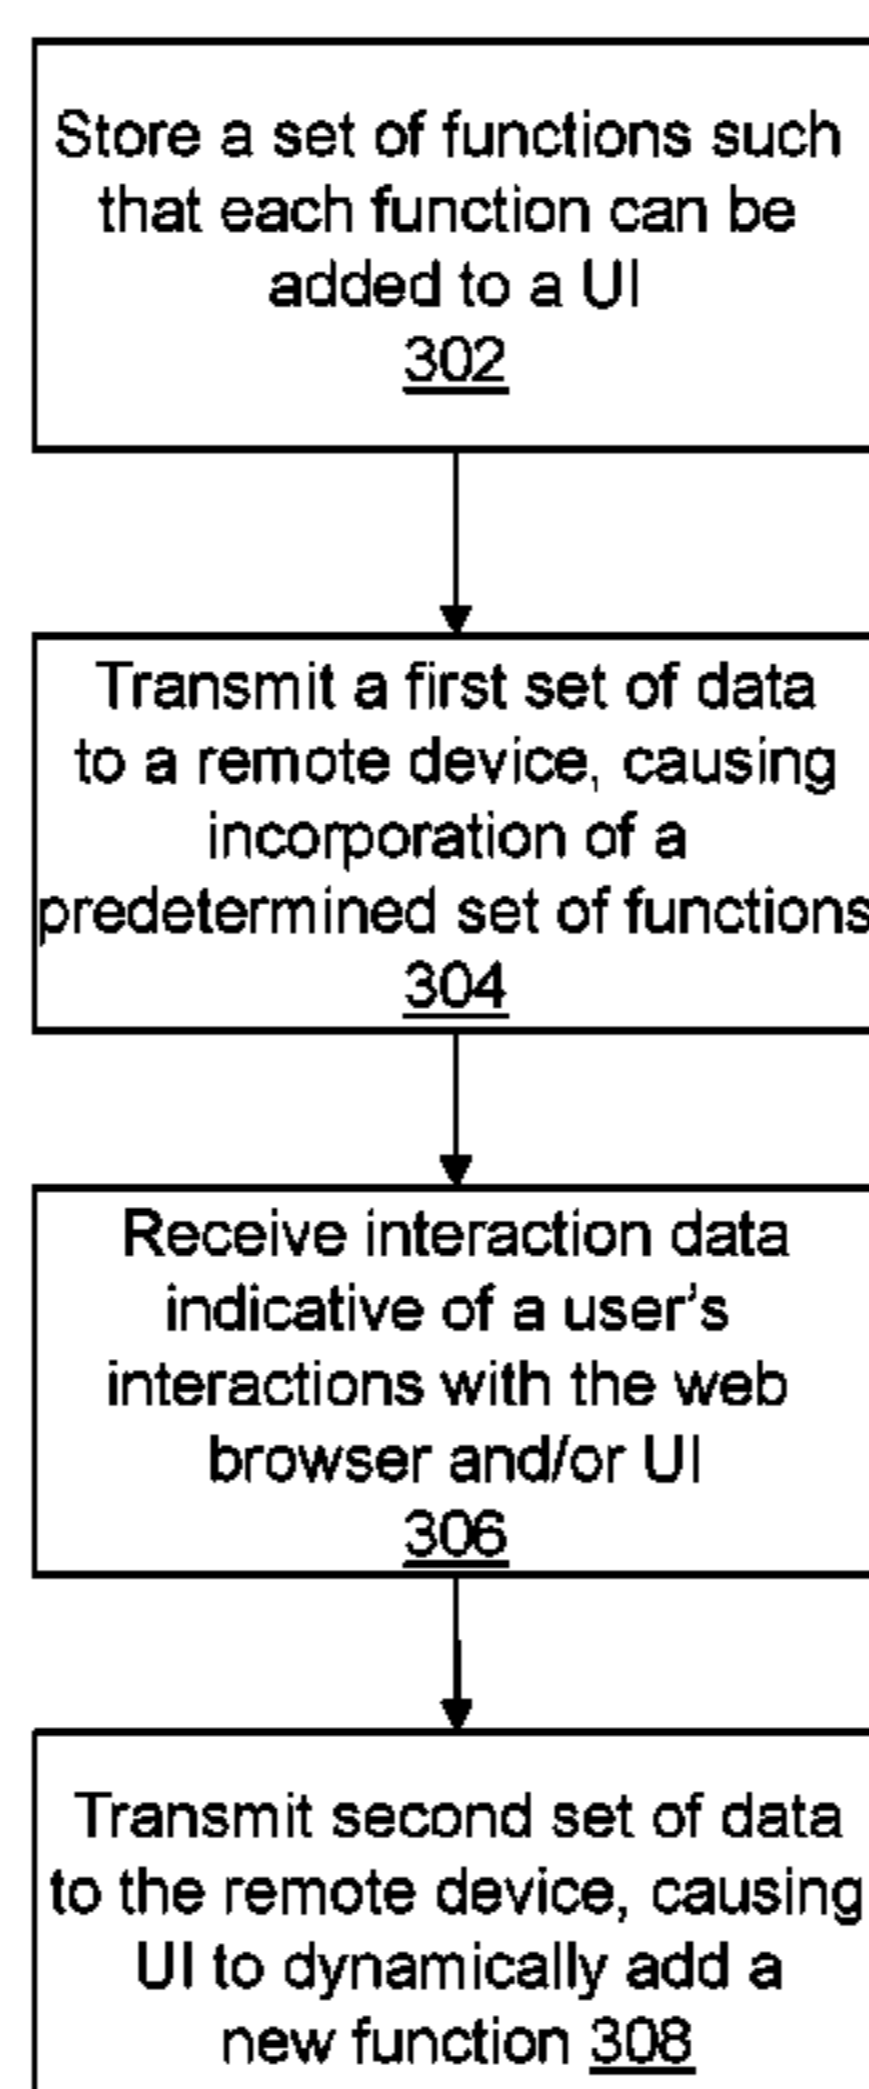 Store a set of functions such
that each function can be
added to a UI
302
Transmit a first set of data
to a remote device, causing
incorporation of a
predetermined set of functions
304
Receive interaction data
indicative of a user's
interactions with the web
browser and/or UI
306
Transmit second set of data
to the remote device, causing
UI to dynamically add a
new function 308